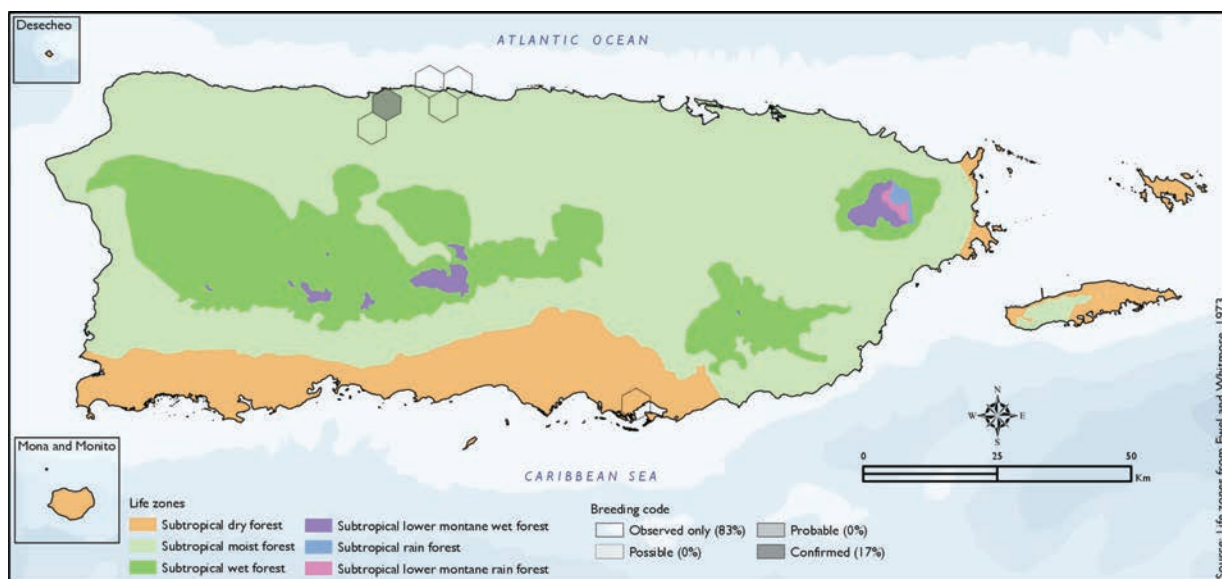 Desecheo
ATLANTIC OCEAN
N
W E
S
0 25 50
Km
Mona and Monito
CARIBBEAN SEA
Life zones
Subtropical dry forest
Subtropical moist forest
Subtropical wet forest
Subtropical lower montane wet forest
Subtropical rain forest
Subtropical lower montane rain forest
Breeding code
Observed only (83%)
Possible (0%)
Probable (0%)
Confirmed (17%)
Source: Life zones from Ewel and Whitmore, 1973.